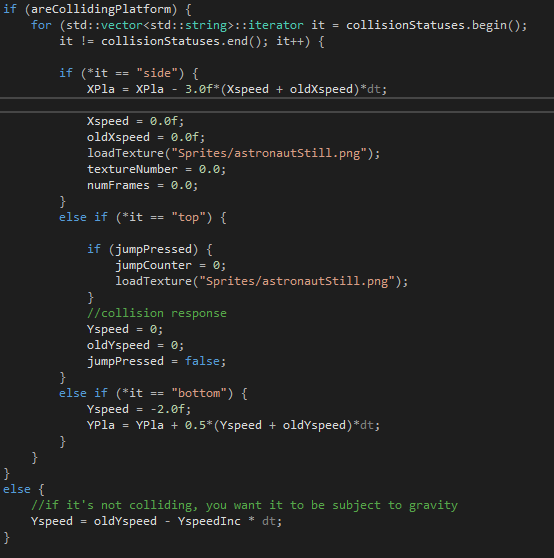 if (areCollidingPlatform) {
for (std::vector<std::string>::iterator it = collisionStatuses.begin();
it != collisionStatuses.end(); it++) {
if (*it == "side") {
XPla = XPla - 3.0f*(Xspeed + oldXspeed)*dt;
Xspeed = 0.0f;
oldXspeed = 0.0f;
loadTexture("Sprites/astronautStill.png");
textureNumber = 0.0;
numFrames = 0.0;
}
else if (*it == "top") {
if (jumpPressed) {
jumpCounter = 0;
loadTexture("Sprites/astronautStill.png");
}
//collision response
Yspeed = 0;
oldYspeed = 0;
jumpPressed = false;
}
else if (*it == "bottom") {
Yspeed = -2.0f;
YPla = YPla + 0.5*(Yspeed + oldYspeed)*dt;
}
}
}
else {
//if it's not colliding, you want it to be subject to gravity
Yspeed = oldYspeed - YspeedInc * dt;
}